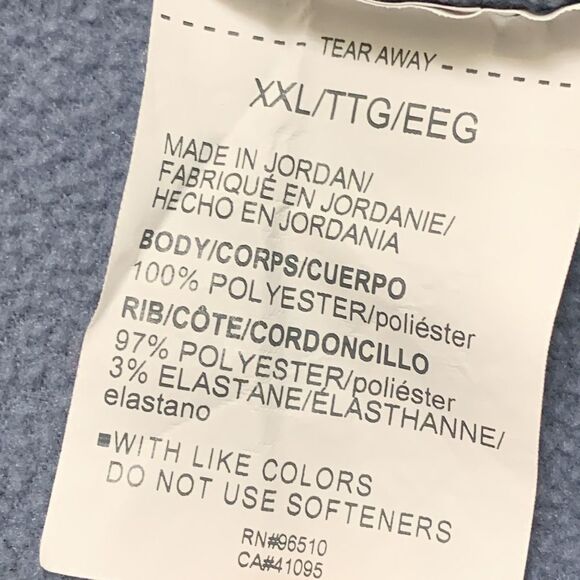 TEAR AWAY
XXL/TTG/EEG
MADE IN JORDAN/
FABRIQUÉ EN JORDANIE/
HECHO EN JORDANIA
BODY/CORPS/CUERPO
100% POLYESTER/poliéster
RIB/CÔTE/CORDONCILLO
97% POLYESTER/poliéster
3% ELASTANE/ÉLASTHANNE/
elastano
■WITH LIKE COLORS
DO NOT USE SOFTENERS
RN#96510
CA#41095